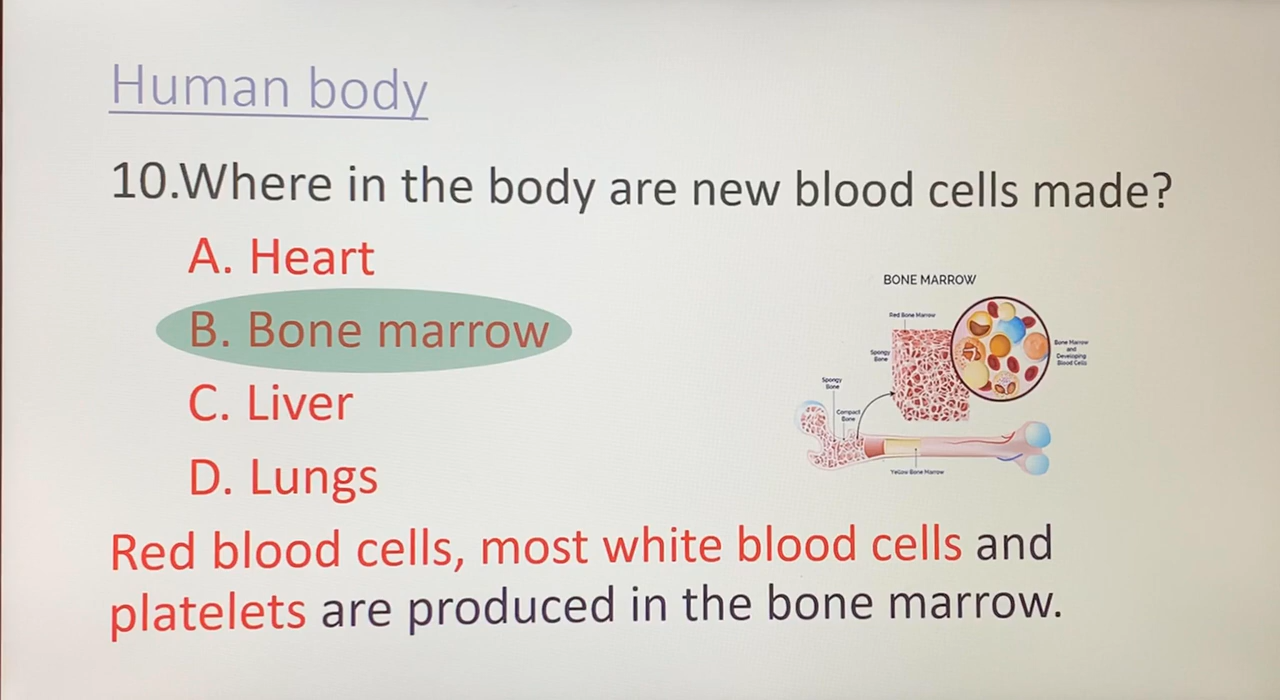 Human body
10.Where in the body are new blood cells made?
A. Heart
B. Bone marrow
C. Liver
D. Lungs
BONE MARROW
Red Bone Marrow
Spongy
Bone
Bone Marrow
and
Developing
Blood Cells
Spongy
Bone
Compact
Bone
Yellow Bone Marrow
Red blood cells, most white blood cells and
platelets are produced in the bone marrow.